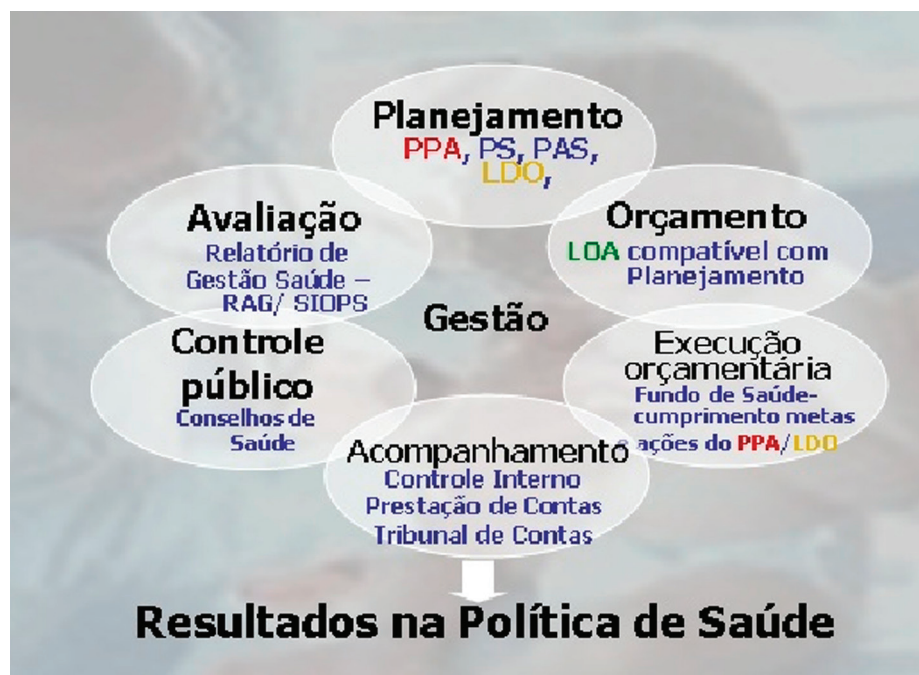 Planejamento
PPA, PS, PAS,
LDO,
Orçamento
LOA compatível com
Planejamento
Execução
orçamentária
Fundo de Saúde-
cumprimento metas
e ações do PPA/LDO
Acompanhamento
Controle Interno
Prestação de Contas
Tribunal de Contas
Controle
público
Conselhos de
Saúde
Avaliação
Relatório de
Gestão Saúde –
RAG/ SIOPS
Gestão
Resultados na Política de Saúde